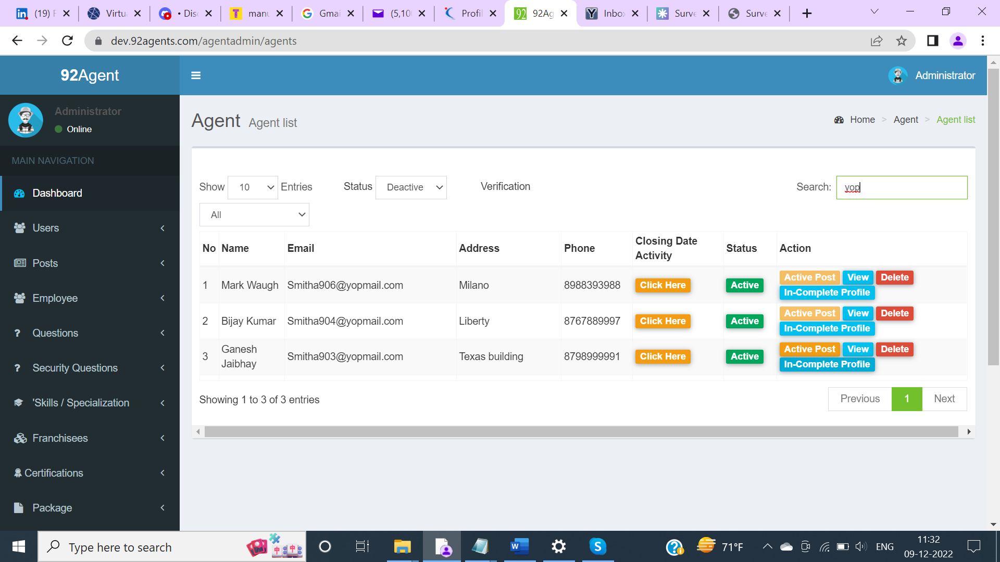 (19) F
Virtu
• Disc
manu
Gmai
(5,10
Profil
92Ag
Inbo
Surve
Surve
dev.92agents.com/agentadmin/agents
92Agent
Administrator
Administrator
Online
Agent Agent list
Home > Agent > Agent list
MAIN NAVIGATION
Dashboard
Users
Posts
Employee
Questions
Security Questions
'Skills / Specialization
Franchisees
Certifications
Package
Show 10 Entries Status Deactive Verification Search: yop
All
No Name Email Address Phone Closing Date Activity Status Action
1 Mark Waugh Smitha906@yopmail.com Milano 8988393988 Click Here Active Active Post View Delete
In-Complete Profile
2 Bijay Kumar Smitha904@yopmail.com Liberty 8767889997 Click Here Active Active Post View Delete
In-Complete Profile
3 Ganesh Jaibhay Smitha903@yopmail.com Texas building 8798999991 Click Here Active Active Post View Delete
In-Complete Profile
Showing 1 to 3 of 3 entries
Previous 1 Next
Type here to search
71°F
ENG
11:32
09-12-2022